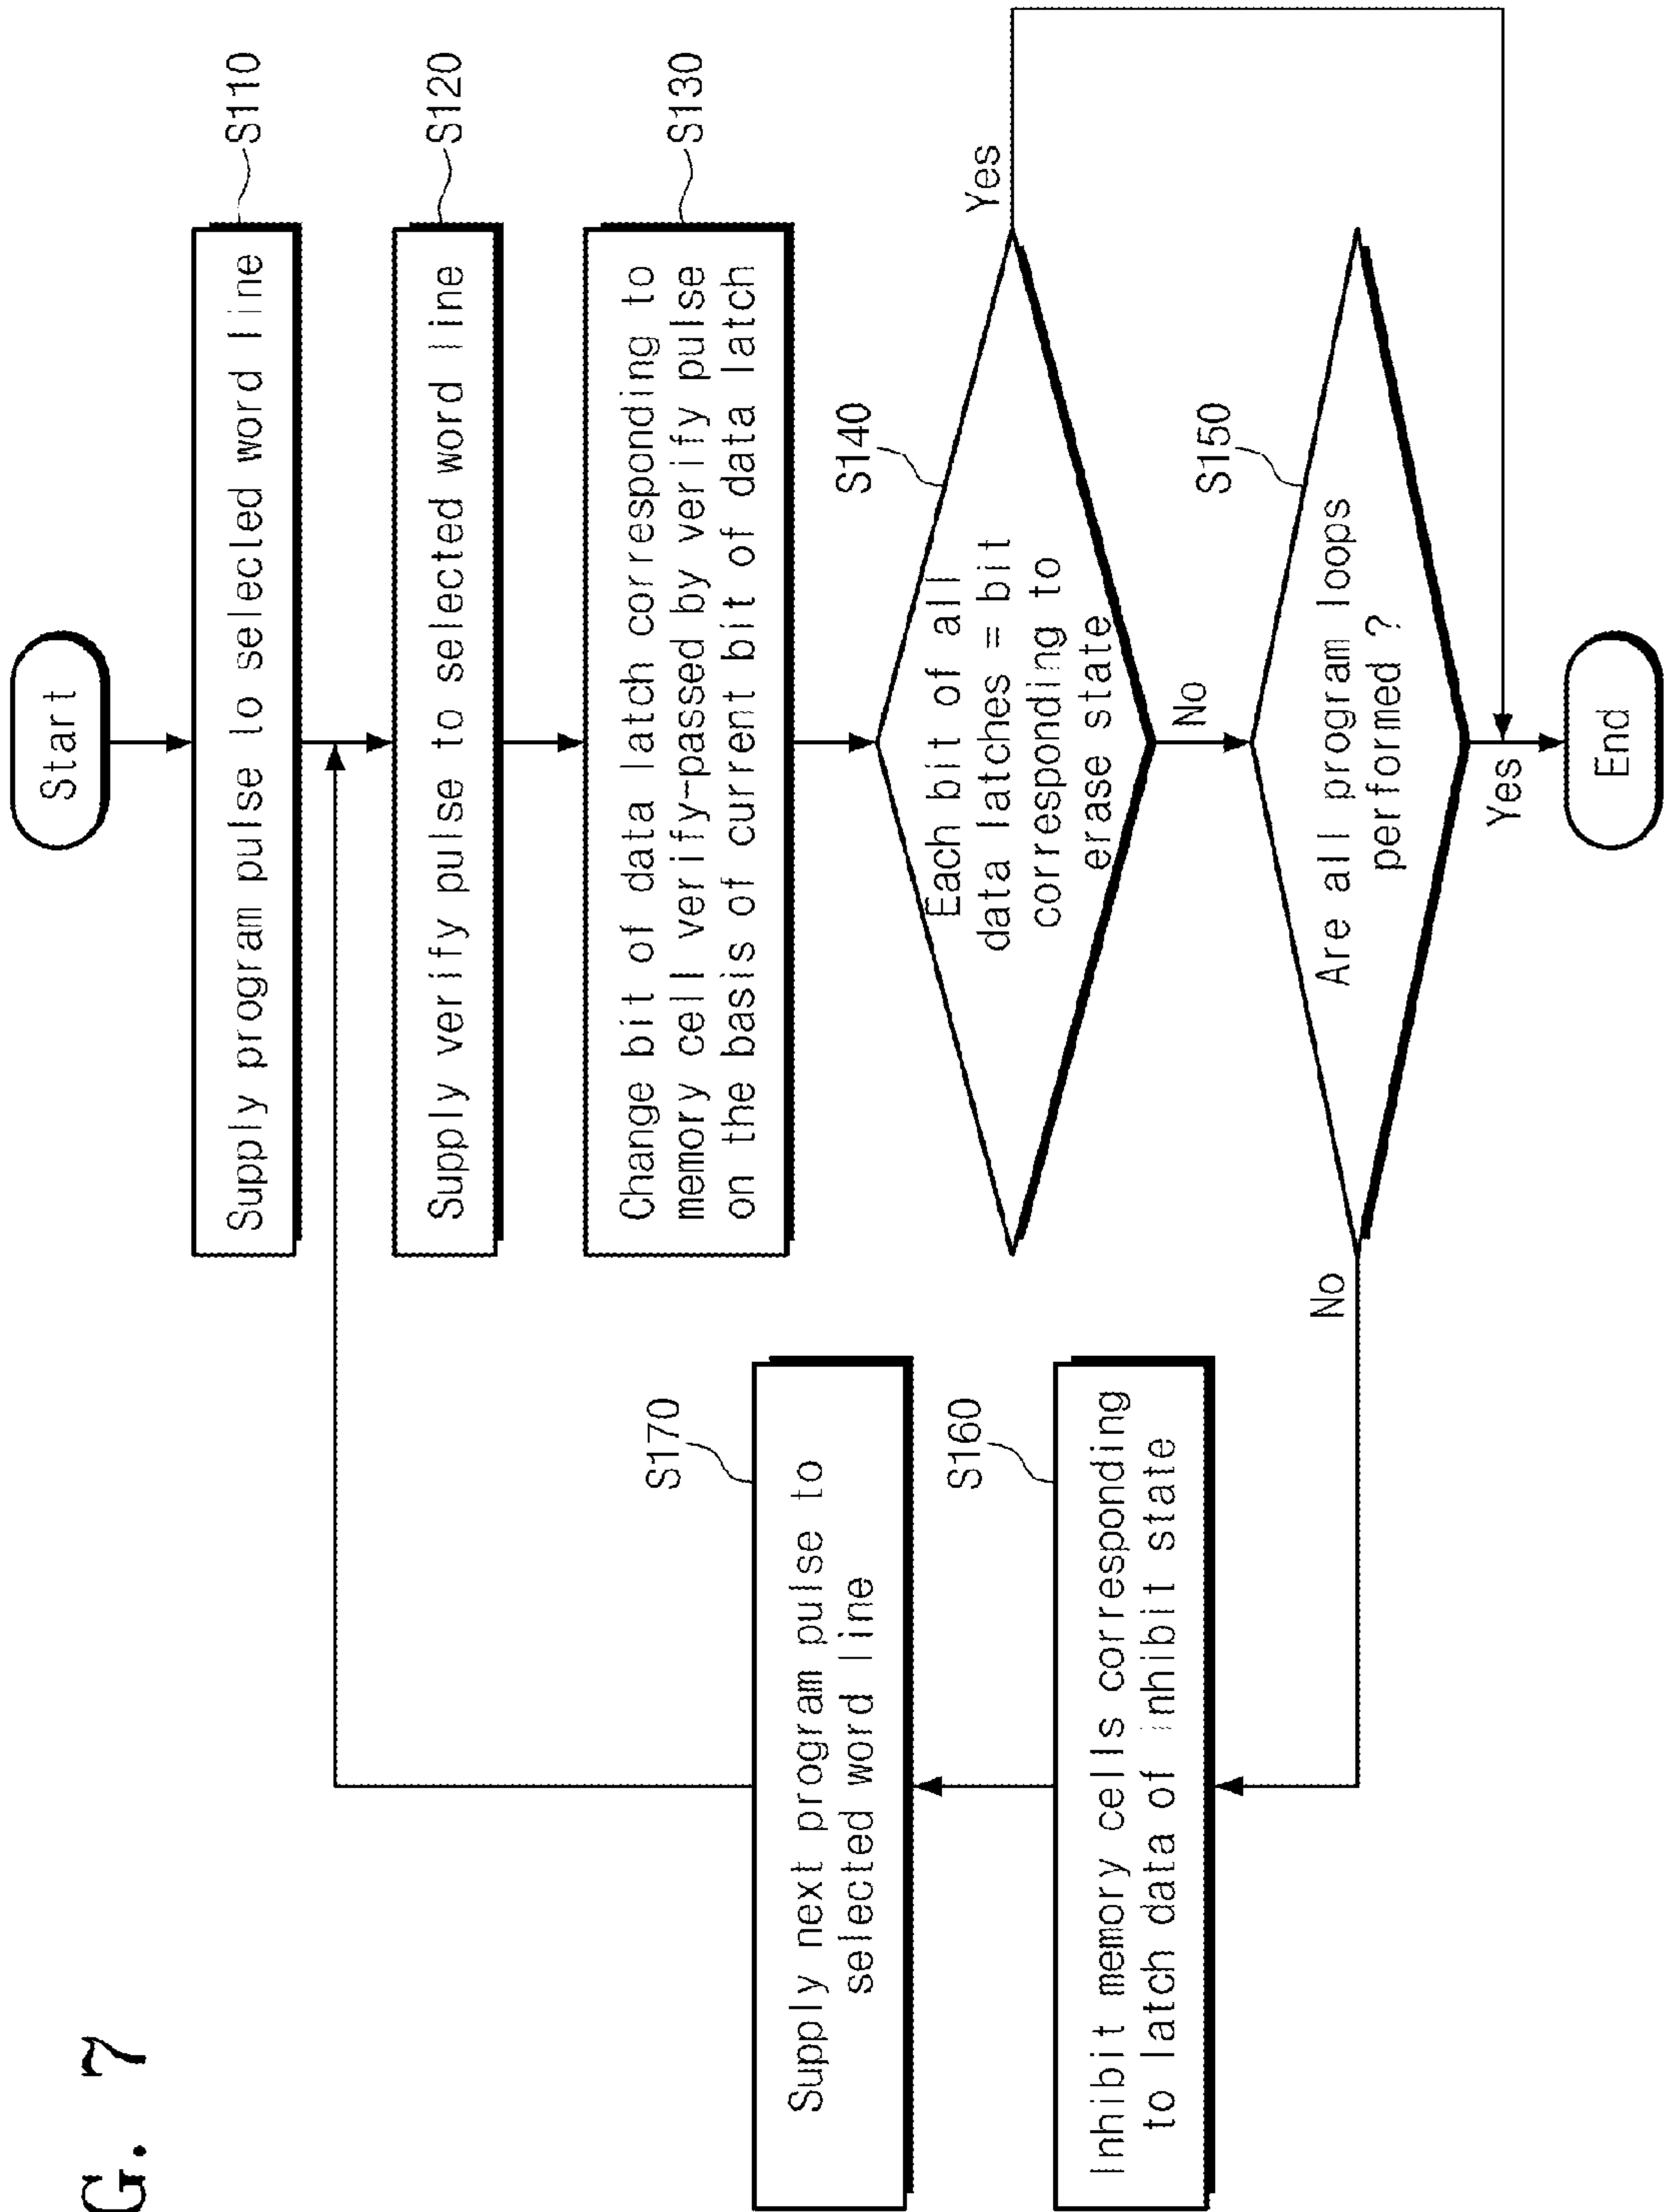 G. 7
Start
Supply program pulse to selected word line
S110
Supply verify pulse to selected word line
S120
Change bit of data latch corresponding to
memory cell verify-passed by verify pulse
on the basis of current bit of data latch
S130
Each bit of all
data latches = bit
corresponding to
erase state
S140
Yes
No
Are all program loops
performed ?
S150
No
Yes
Inhibit memory cells corresponding
to latch data of inhibit state
S160
Supply next program pulse to
selected word line
S170
End